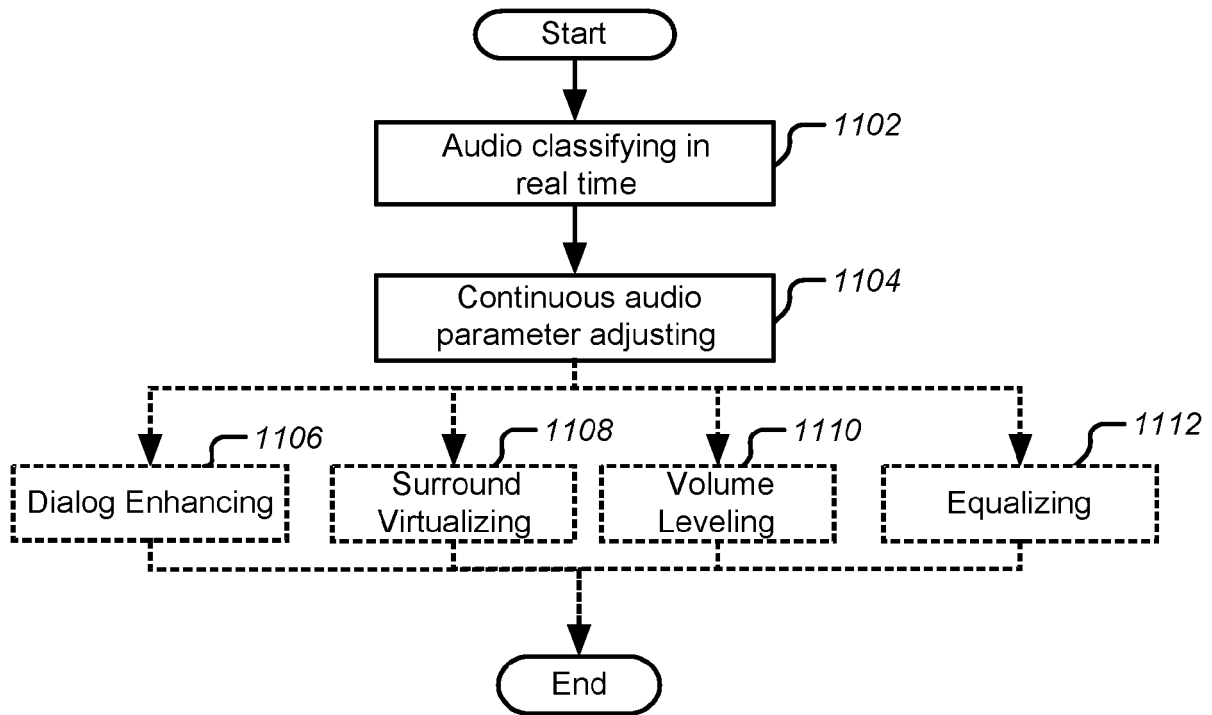 Start
1102
Audio classifying in
real time
1104
Continuous audio
parameter adjusting
1106
Dialog Enhancing
1108
Surround
Virtualizing
1110
Volume
Leveling
1112
Equalizing
End